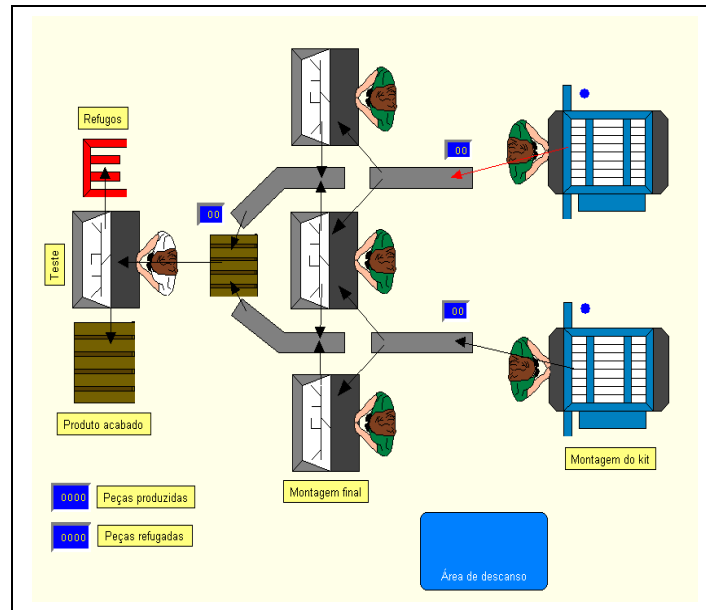 Refugos
00
00
Teste
00
Produto acabado
Montagem final
Montagem do kit
0000 Peças produzidas
0000 Peças refugadas
Área de descanso